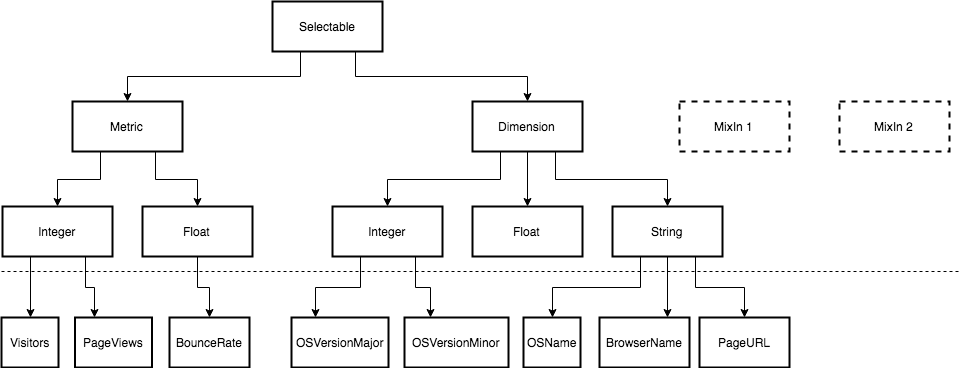 Selectable
Metric
Dimension
MixIn 1
MixIn 2
Integer
Float
Integer
Float
String
Visitors
PageViews
BounceRate
OSVersionMajor
OSVersionMinor
OSName
BrowserName
PageURL